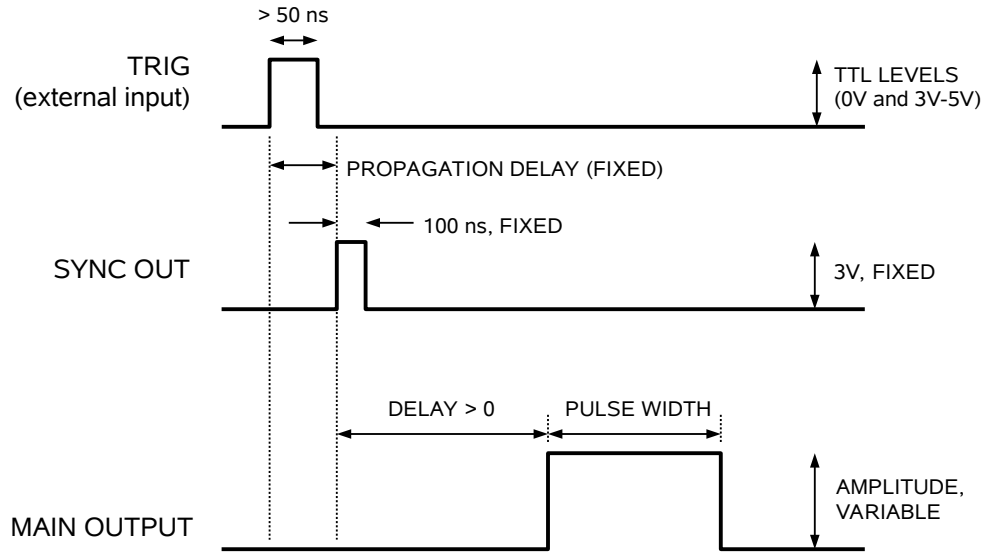 > 50 ns
TRIG
(external input)
TTL LEVELS
(0V and 3V-5V)
PROPAGATION DELAY (FIXED)
100 ns, FIXED
SYNC OUT
3V, FIXED
DELAY > 0
PULSE WIDTH
AMPLITUDE,
VARIABLE
MAIN OUTPUT